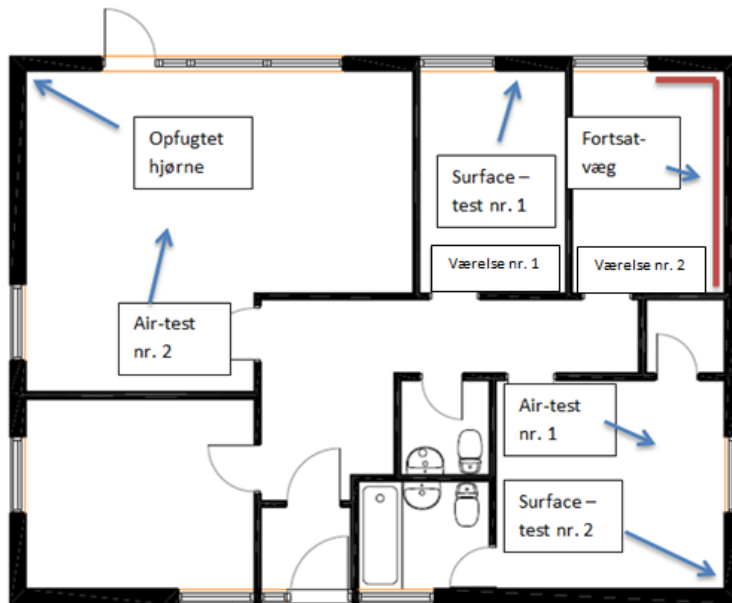 Opfugtet
hjørne
Surface –
test nr. 1
Fortsat-
væg
Værelse nr. 1
Værelse nr. 2
Air-test
nr. 2
Air-test
nr. 1
Surface –
test nr. 2